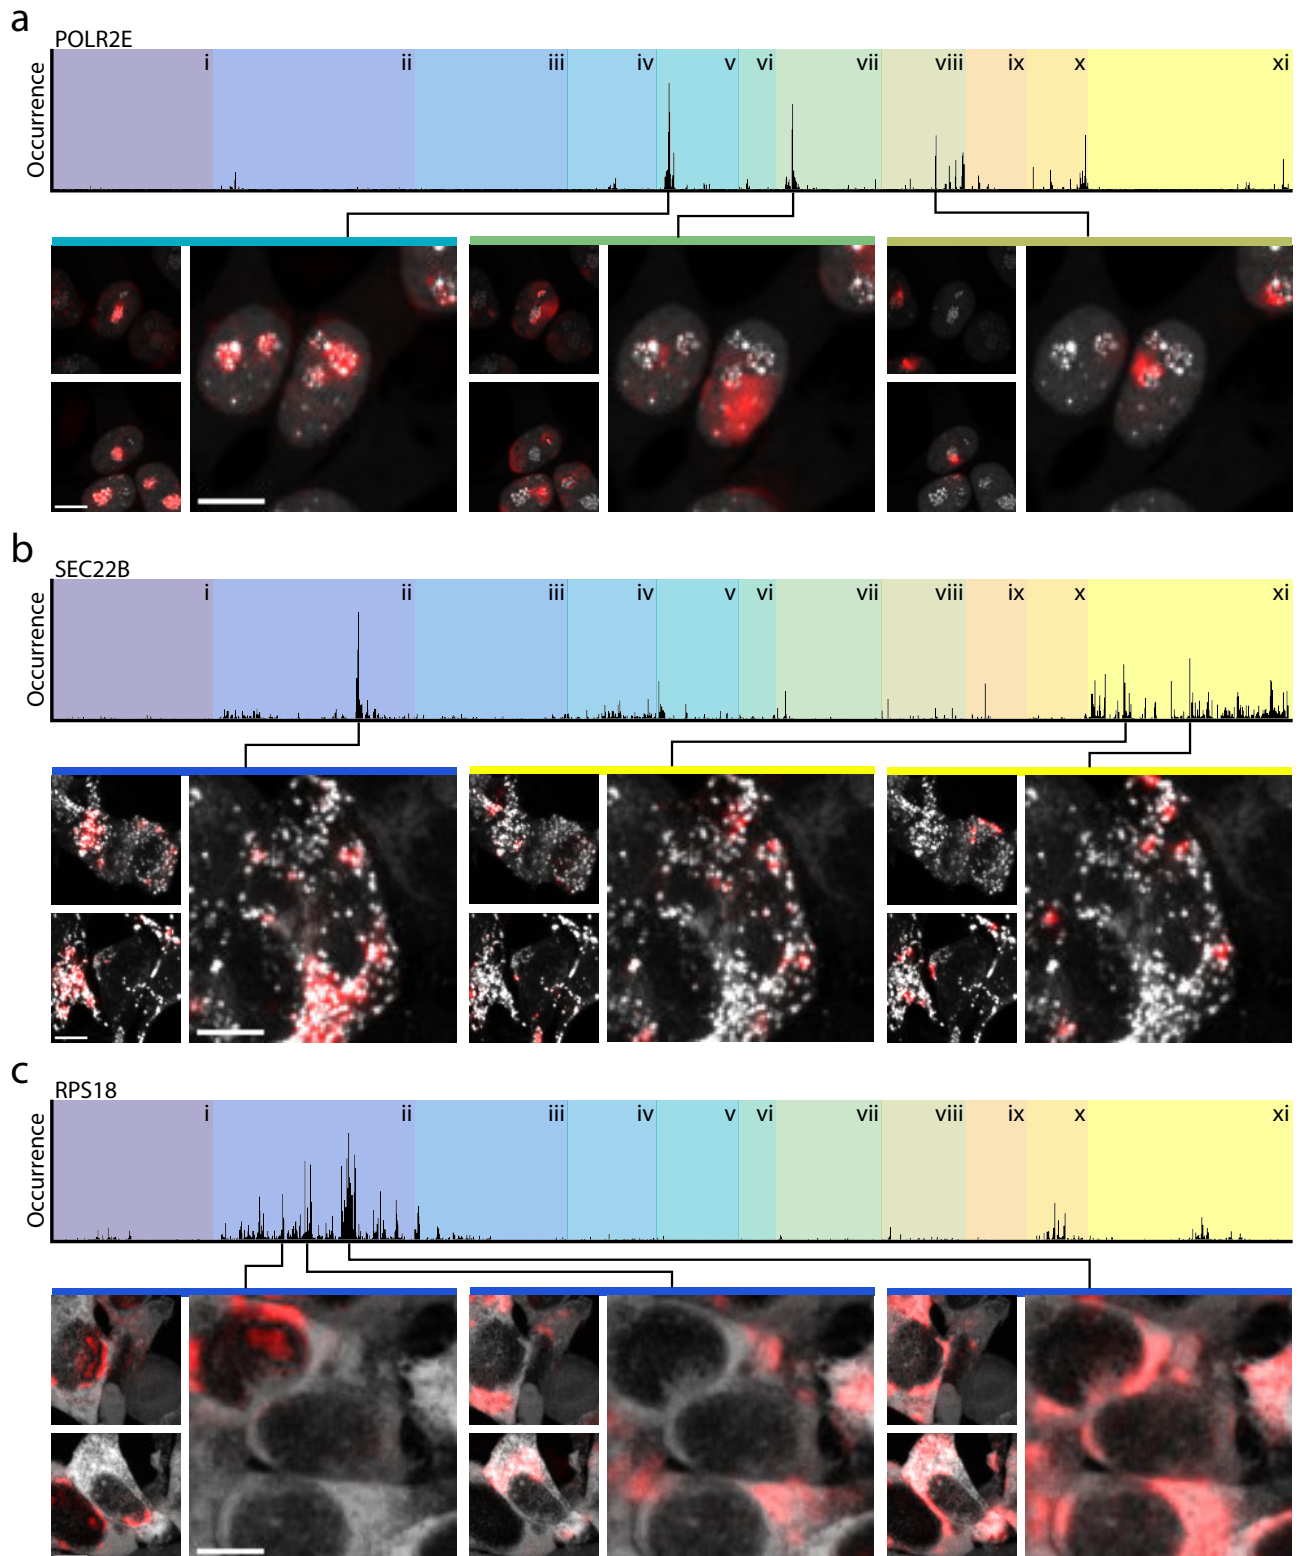 a
POLR2E
Occurrence
i ii iii iv v vi vii viii ix x xi
b
SEC22B
Occurrence
i ii iii iv v vi vii viii ix x xi
c
RPS18
Occurrence
i ii iii iv v vi vii viii ix x xi